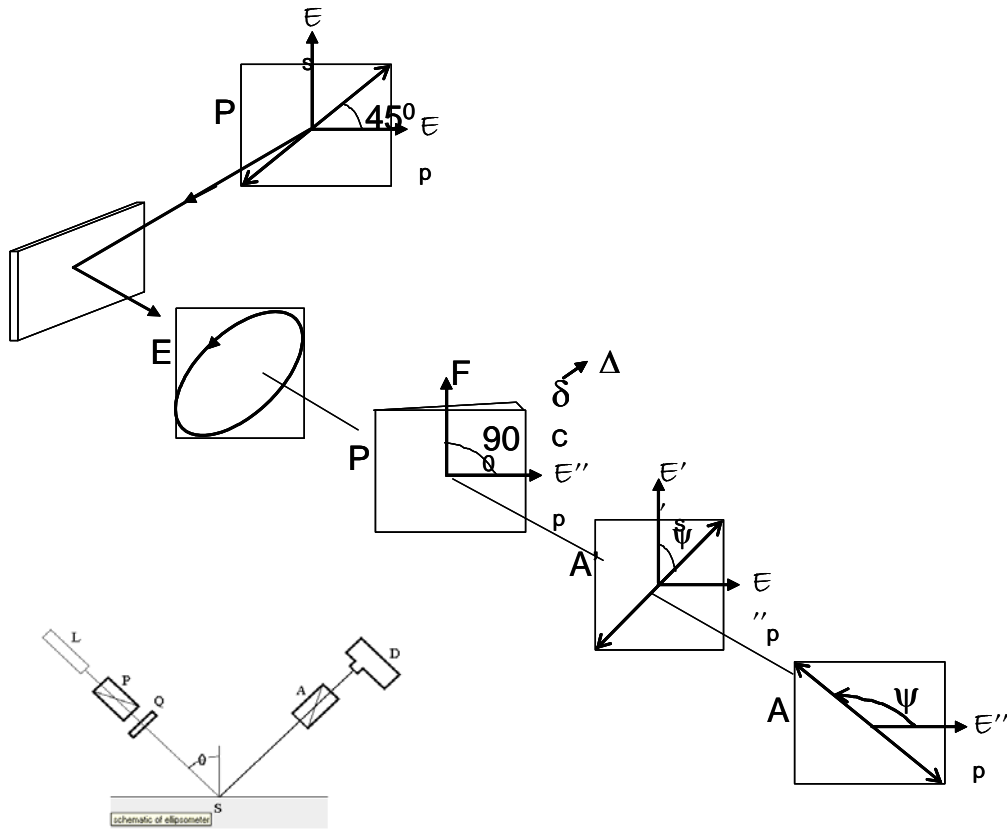 E
s
P
45⁰
E
p
E
F
Δ
δ
c
90
0
P
E''
p
E'
's
ψ
A'
E
''p
L
P
Q
θ
S
A
D
schematic of ellipsometer
ψ
A
E''
p